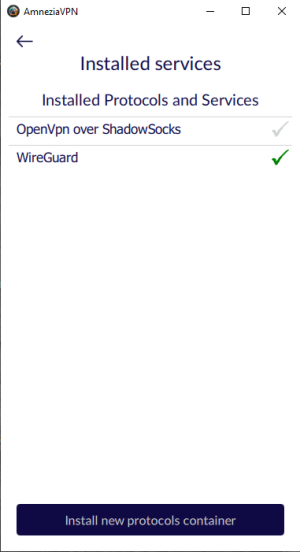 AmneziaVPN
Installed services
Installed Protocols and Services
OpenVpn over ShadowSocks
WireGuard
Install new protocols container